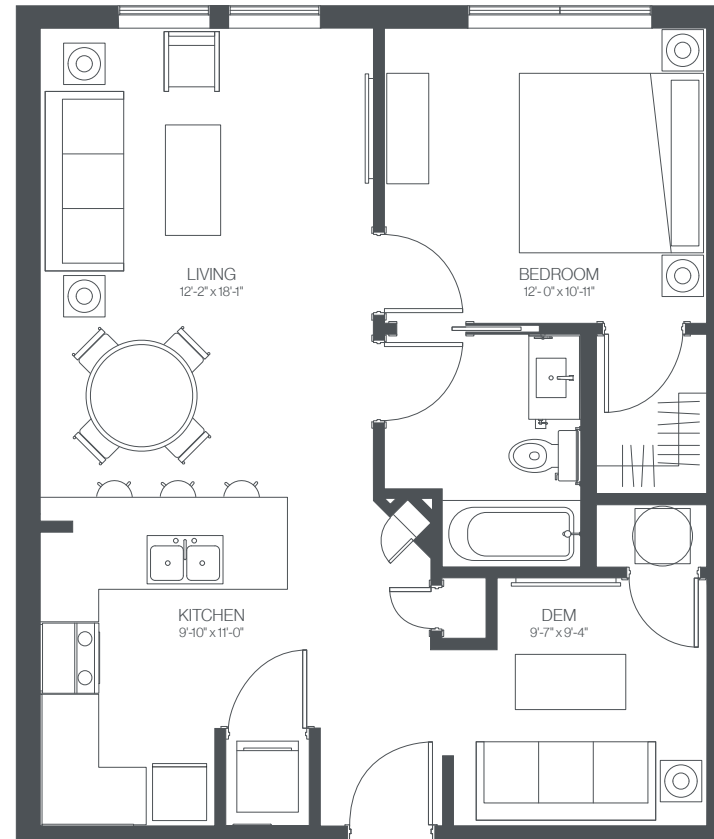 LIVING
12'-2" x 18'-1"
BEDROOM
12'- 0" x 10'-11"
KITCHEN
9'-10" x 11'-0"
DEM
9'-7" x 9'-4"